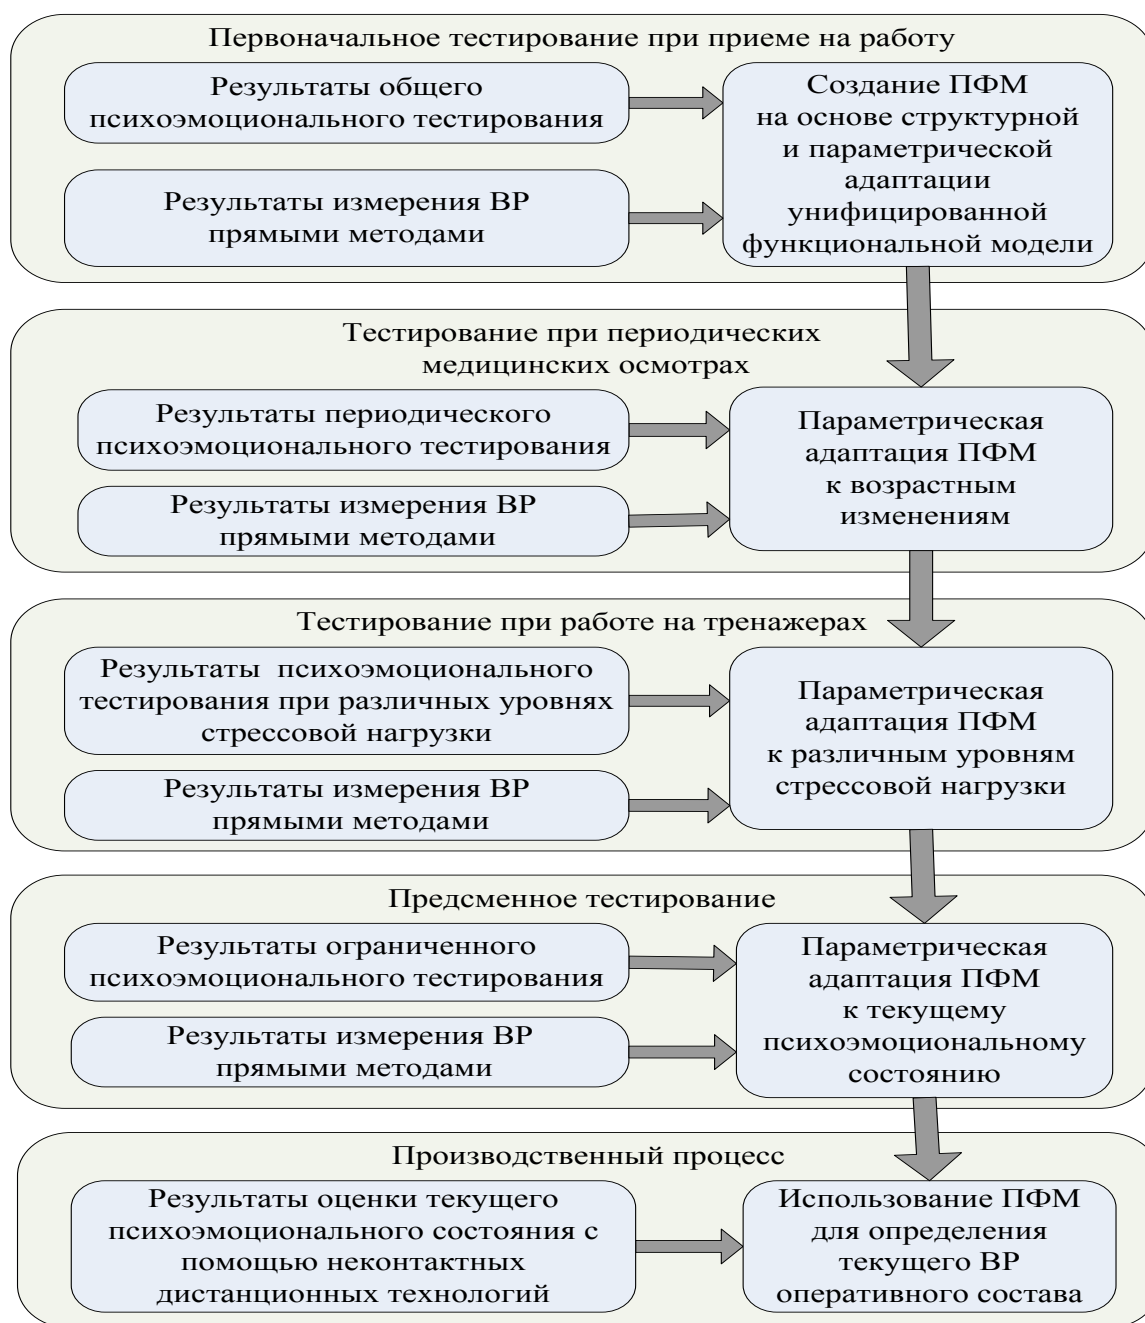 Первоначальное тестирование при приеме на работу
Результаты общего
психоэмоционального тестирования
Результаты измерения ВР
прямыми методами
Создание ПФМ
на основе структурной
и параметрической
адаптации
унифицированной
функциональной модели
Тестирование при периодических
медицинских осмотрах
Результаты периодического
психоэмоционального тестирования
Результаты измерения ВР
прямыми методами
Параметрическая
адаптация ПФМ
к возрастным
изменениям
Тестирование при работе на тренажерах
Результаты психоэмоционального
тестирования при различных уровнях
стрессовой нагрузки
Результаты измерения ВР
прямыми методами
Параметрическая
адаптация ПФМ
к различным уровням
стрессовой нагрузки
Предсменное тестирование
Результаты ограниченного
психоэмоционального тестирования
Результаты измерения ВР
прямыми методами
Параметрическая
адаптация ПФМ
к текущему
психоэмоциональному
состоянию
Производственный процесс
Результаты оценки текущего
психоэмоционального состояния с
помощью неконтактных
дистанционных технологий
Использование ПФМ
для определения
текущего ВР
оперативного состава